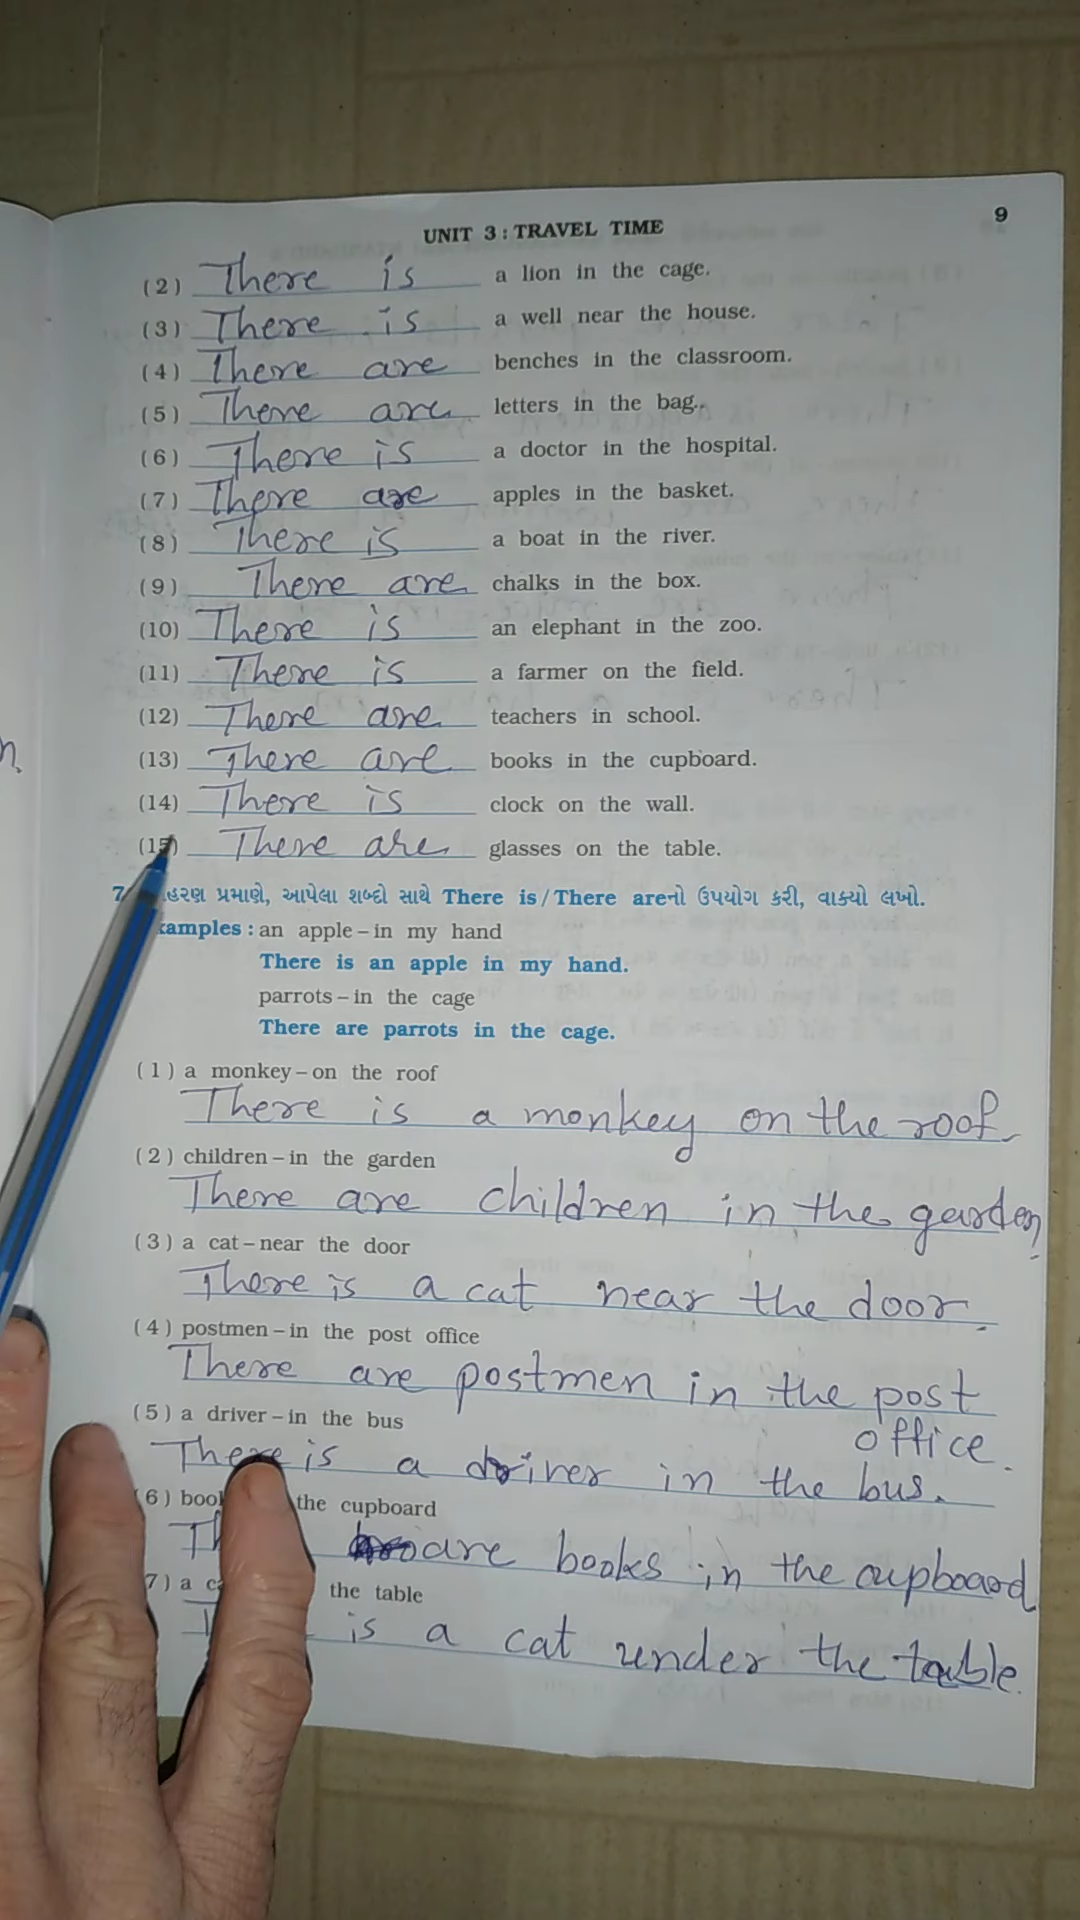 UNIT 3 : TRAVEL TIME 9
(2) There is a lion in the cage.
(3) There is a well near the house.
(4) There are benches in the classroom.
(5) There are letters in the bag.
(6) There is a doctor in the hospital.
(7) There are apples in the basket.
(8) There is a boat in the river.
(9) There are chalks in the box.
(10) There is an elephant in the zoo.
(11) There is a farmer on the field.
(12) There are teachers in school.
(13) There are books in the cupboard.
(14) There is clock on the wall.
(15) There are glasses on the table.
7 પ્રમાણે, આપેલા શબ્દો સાથે There is / There are નો ઉપયોગ કરી, વાક્યો લખો.
xamples : an apple – in my hand
There is an apple in my hand.
parrots – in the cage
There are parrots in the cage.
(1) a monkey – on the roof
There is a monkey on the roof.
(2) children – in the garden
There are children in the garden.
(3) a cat – near the door
There is a cat near the door.
(4) postmen – in the post office
There are postmen in the post
office.
(5) a driver – in the bus
There is a driver in the bus.
6) boo the cupboard
Th are books in the cupboard
7) a c the table
is a cat under the table.